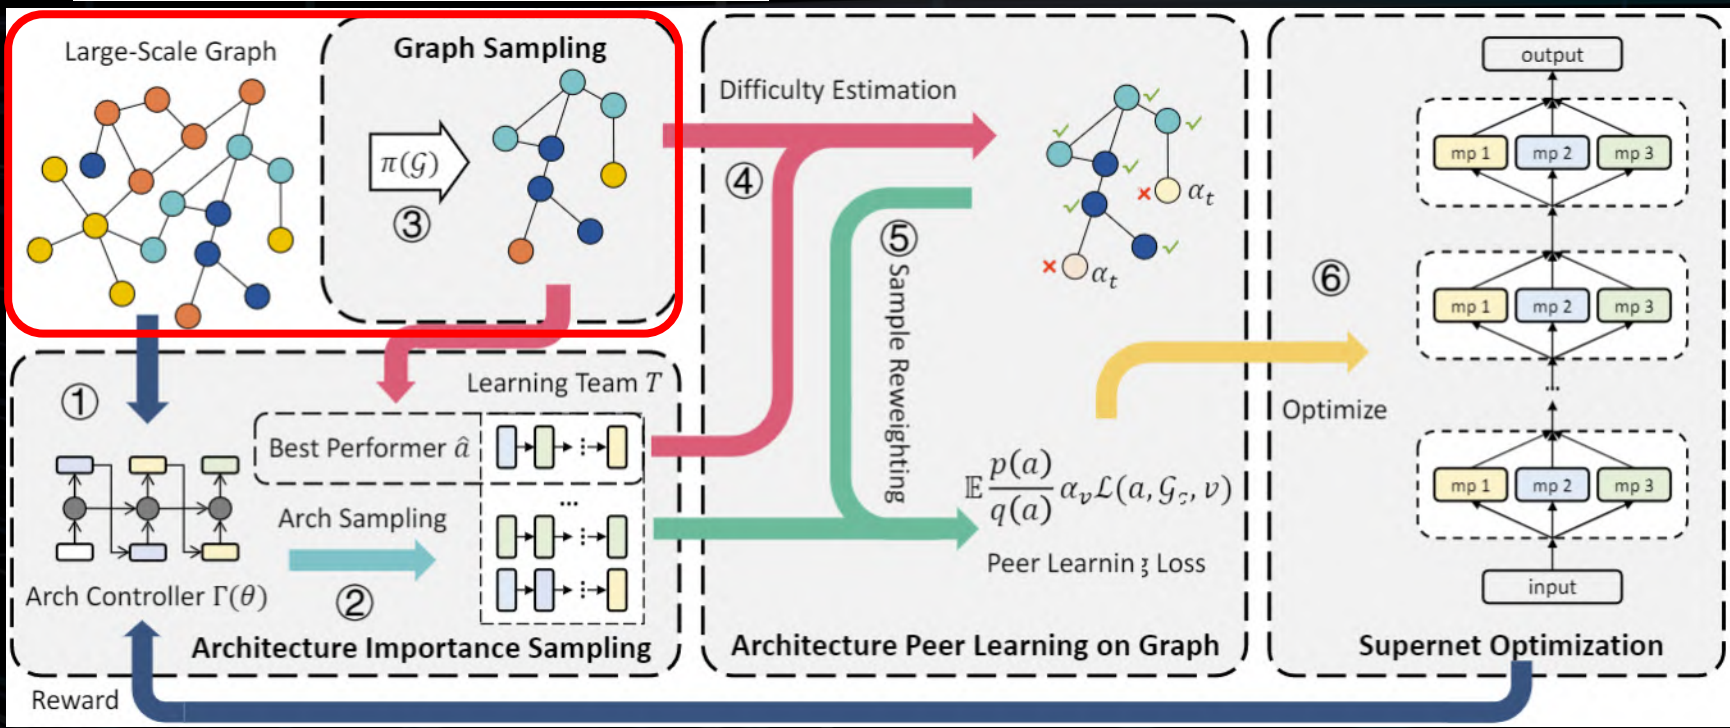 Large-Scale Graph
Graph Sampling
π(𝒢)
③
①
Learning Team T
Best Performer â
...
Arch Sampling
②
Arch Controller Γ(θ)
Architecture Importance Sampling
Reward
Difficulty Estimation
④
⑤
αₜ
αₜ
Sample Reweighting
𝔼 p(a)/q(a) αᵥℒ(a, 𝒢ₛ, v)
Peer Learning Loss
Architecture Peer Learning on Graph
⑥
Optimize
output
mp 1 mp 2 mp 3
mp 1 mp 2 mp 3
...
mp 1 mp 2 mp 3
input
Supernet Optimization